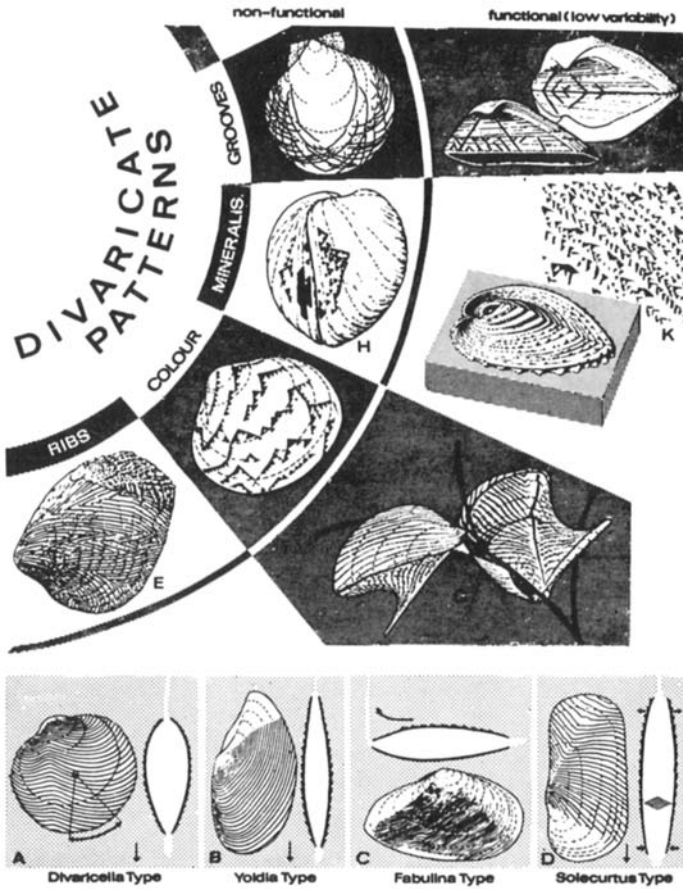 non-functional
functional (low variability)
DIVARICATE
PATTERNS
GROOVES
MINERALIS.
H
K
COLOUR
RIBS
E
A
Divaricella Type
B
Yoldia Type
C
Fabulina Type
D
Solecurtus Type